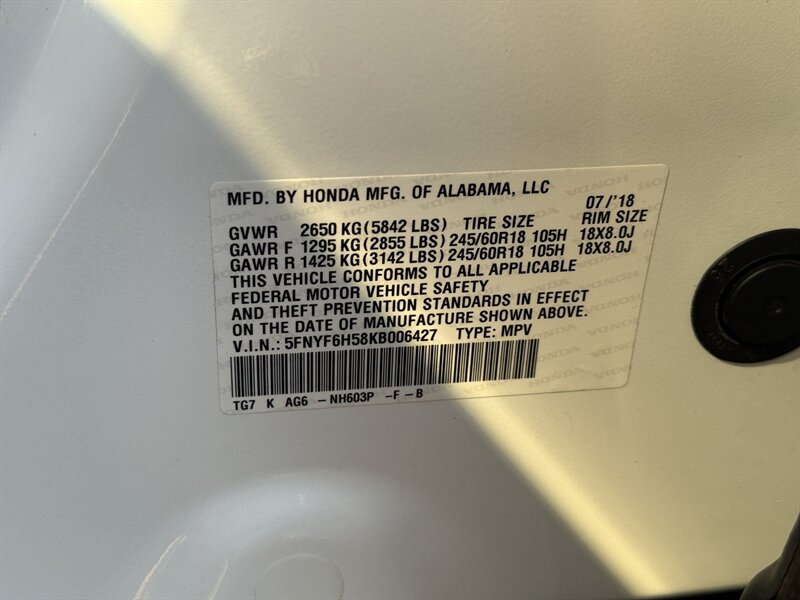 MFD. BY HONDA MFG. OF ALABAMA, LLC 07/'18
GVWR 2650 KG(5842 LBS) TIRE SIZE RIM SIZE
GAWR F 1295 KG(2855 LBS) 245/60R18 105H 18X8.0J
GAWR R 1425 KG(3142 LBS) 245/60R18 105H 18X8.0J
THIS VEHICLE CONFORMS TO ALL APPLICABLE
FEDERAL MOTOR VEHICLE SAFETY
AND THEFT PREVENTION STANDARDS IN EFFECT
ON THE DATE OF MANUFACTURE SHOWN ABOVE.
V.I.N.: 5FNYF6H58KB006427 TYPE: MPV
TG7 K AG6 -NH603P -F-B